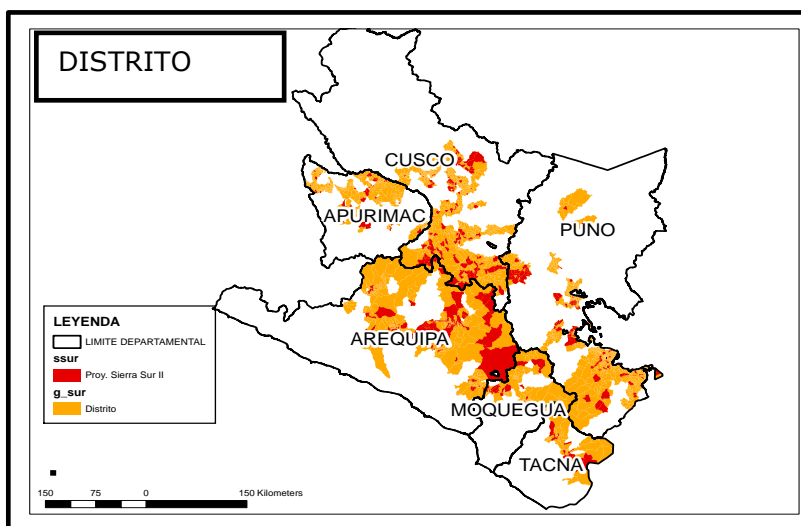 DISTRITO
CUSCO
APURIMAC
PUNO
LEYENDA
LIMITE DEPARTAMENTAL
ssur
Proy. Sierra Sur II
g_sur
Distrito
AREQUIPA
MOQUEGUA
TACNA
150 75 0 150 Kilometers